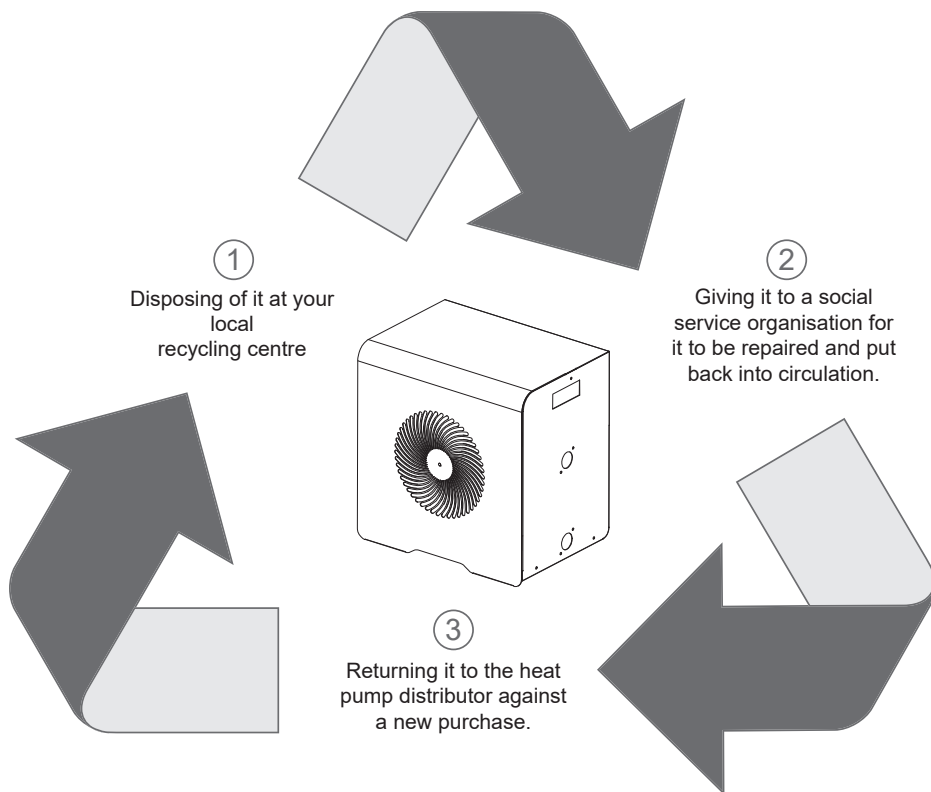 1
Disposing of it at your
local
recycling centre
2
Giving it to a social
service organisation for
it to be repaired and put
back into circulation.
3
Returning it to the heat
pump distributor against
a new purchase.